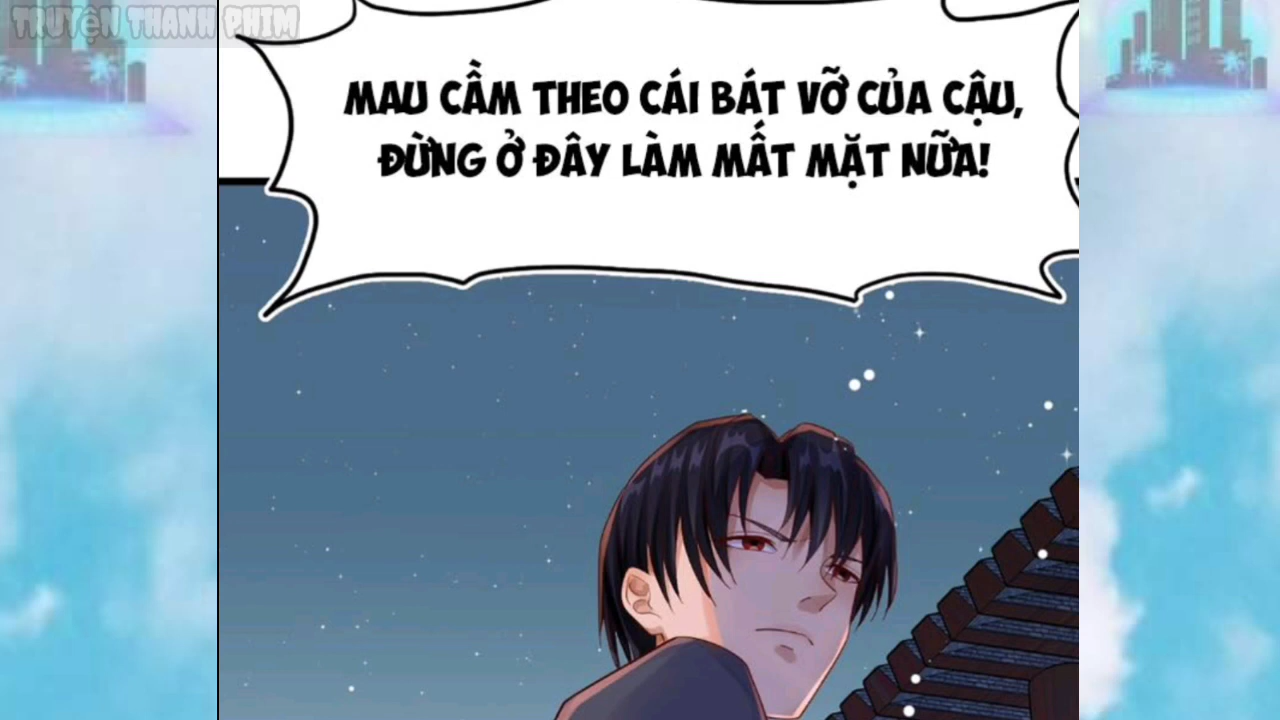 TRUYỆN THANH PHIM
MAU CẦM THEO CÁI BÁT VỠ CỦA CẬU,
ĐỪNG Ở ĐÂY LÀM MẤT MẶT NỮA!